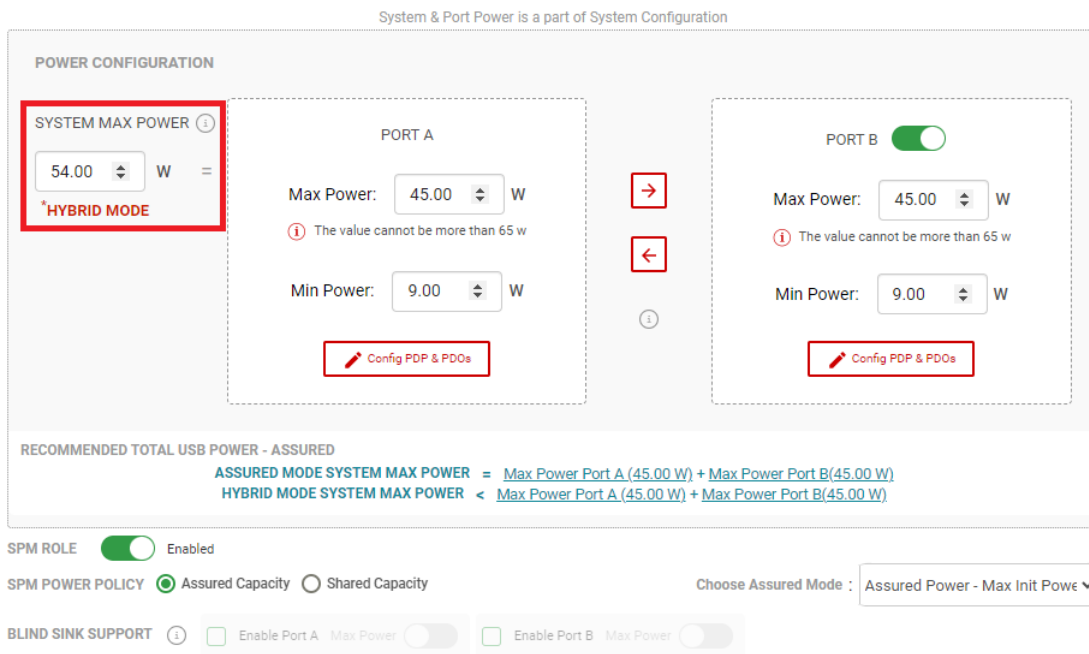 System & Port Power is a part of System Configuration
POWER CONFIGURATION
SYSTEM MAX POWER
54.00 W =
*HYBRID MODE
PORT A
Max Power: 45.00 W
The value cannot be more than 65 w
Min Power: 9.00 W
Config PDP & PDOs
PORT B
Max Power: 45.00 W
The value cannot be more than 65 w
Min Power: 9.00 W
Config PDP & PDOs
RECOMMENDED TOTAL USB POWER - ASSURED
ASSURED MODE SYSTEM MAX POWER = Max Power Port A (45.00 W) + Max Power Port B(45.00 W)
HYBRID MODE SYSTEM MAX POWER < Max Power Port A (45.00 W) + Max Power Port B(45.00 W)
SPM ROLE Enabled
SPM POWER POLICY Assured Capacity Shared Capacity Choose Assured Mode : Assured Power - Max Init Powe
BLIND SINK SUPPORT Enable Port A Max Power Enable Port B Max Power